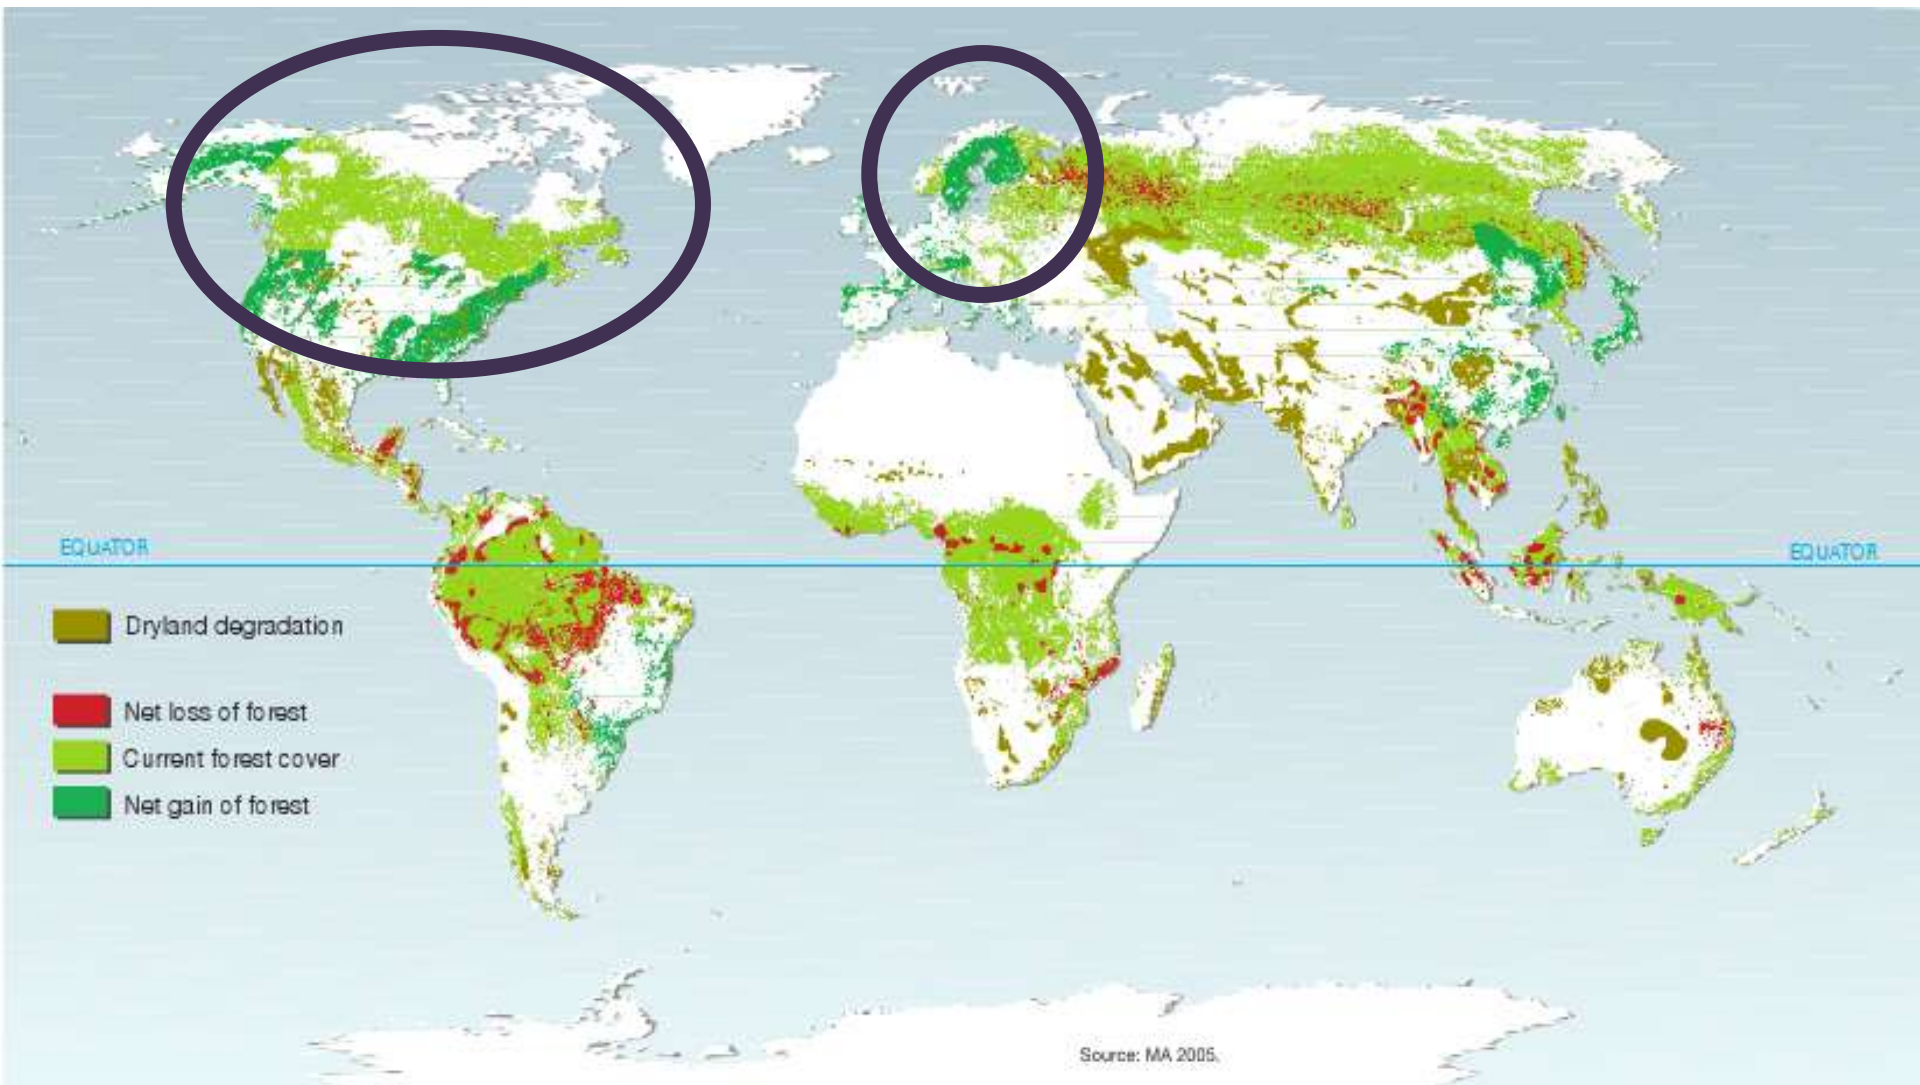 EQUATOR
EQUATOR
Dryland degradation
Net loss of forest
Current forest cover
Net gain of forest
Source: MA 2005.